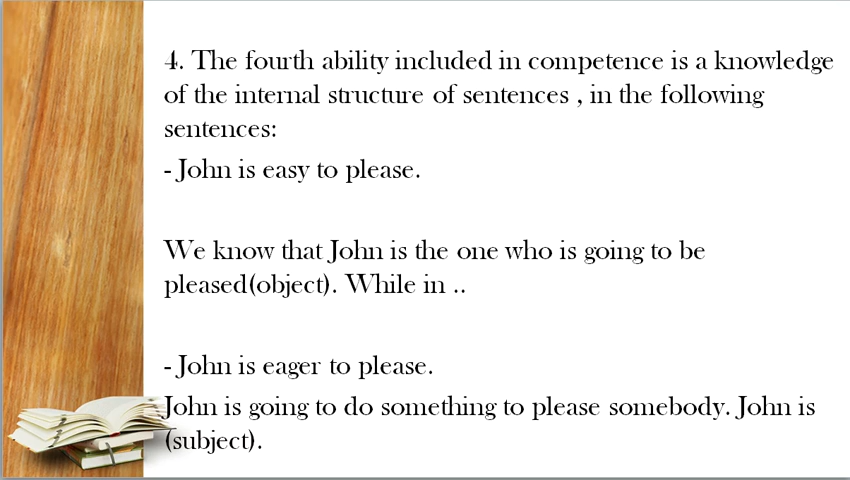 4. The fourth ability included in competence is a knowledge
of the internal structure of sentences , in the following
sentences:
- John is easy to please.
We know that John is the one who is going to be
pleased(object). While in ..
- John is eager to please.
John is going to do something to please somebody. John is
(subject).